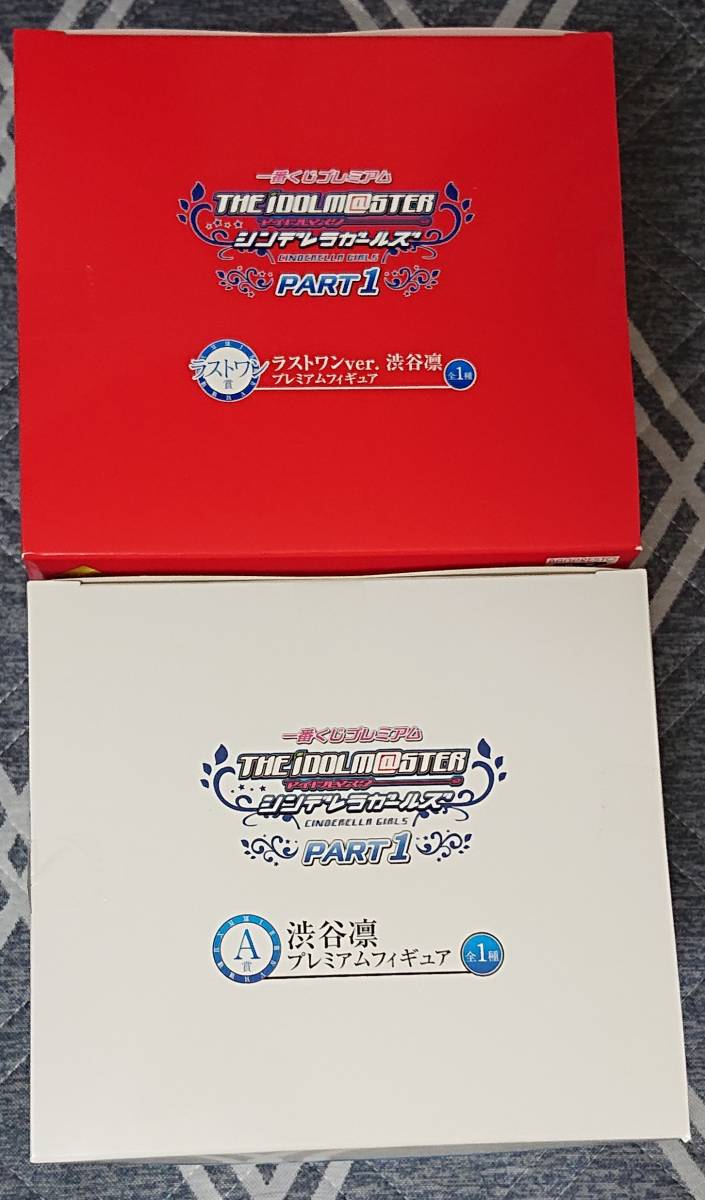 一番くじプレミアム
THE iDOLM@STER
アイドルマスター
シンデレラガールズ
CINDERELLA GIRLS
PART 1
ラストワン賞
ラストワンver. 渋谷凛
プレミアムフィギュア
全1種
BANPRESTO
一番くじプレミアム
THE iDOLM@STER
アイドルマスター
シンデレラガールズ
CINDERELLA GIRLS
PART 1
A賞
渋谷凛
プレミアムフィギュア
全1種